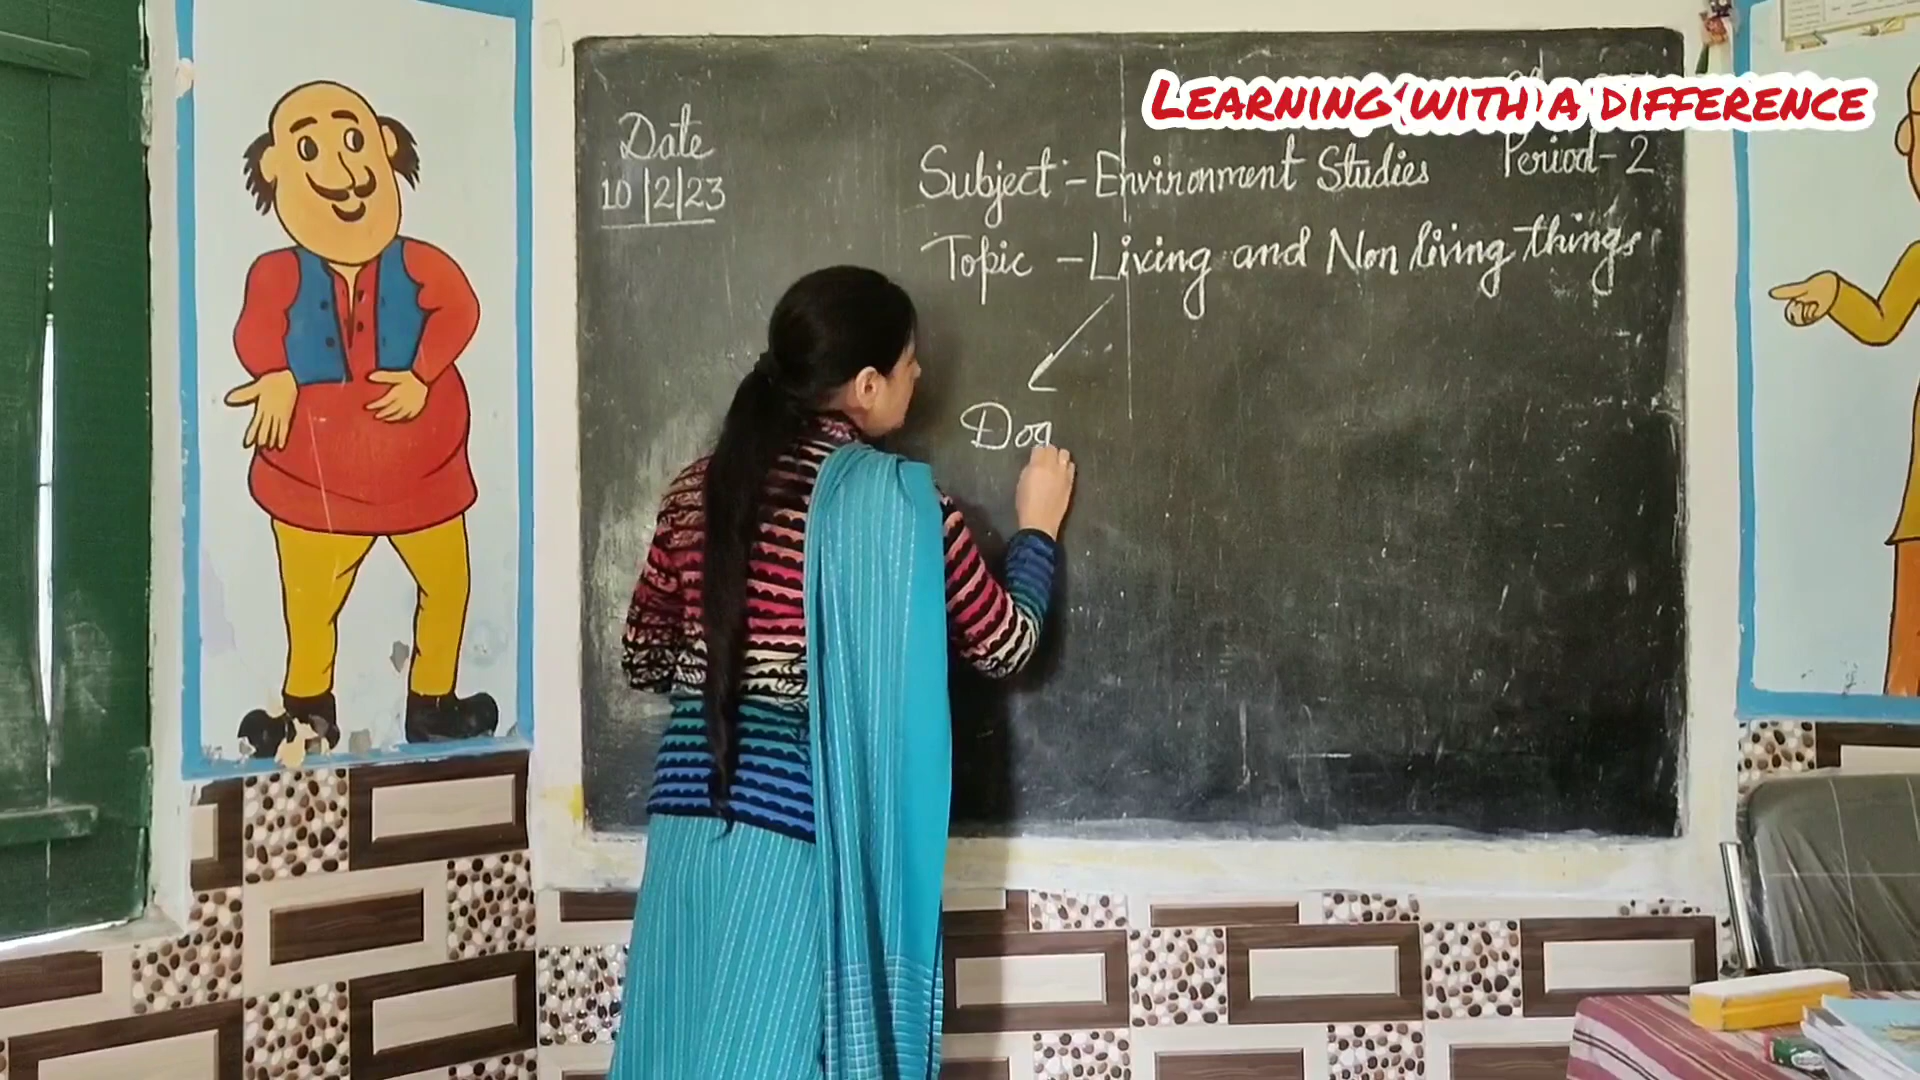 LEARNING WITH A DIFFERENCE
Date
10/2/23
Period-2
Subject:-Environment Studies
Topic -Living and Non living things
Dog